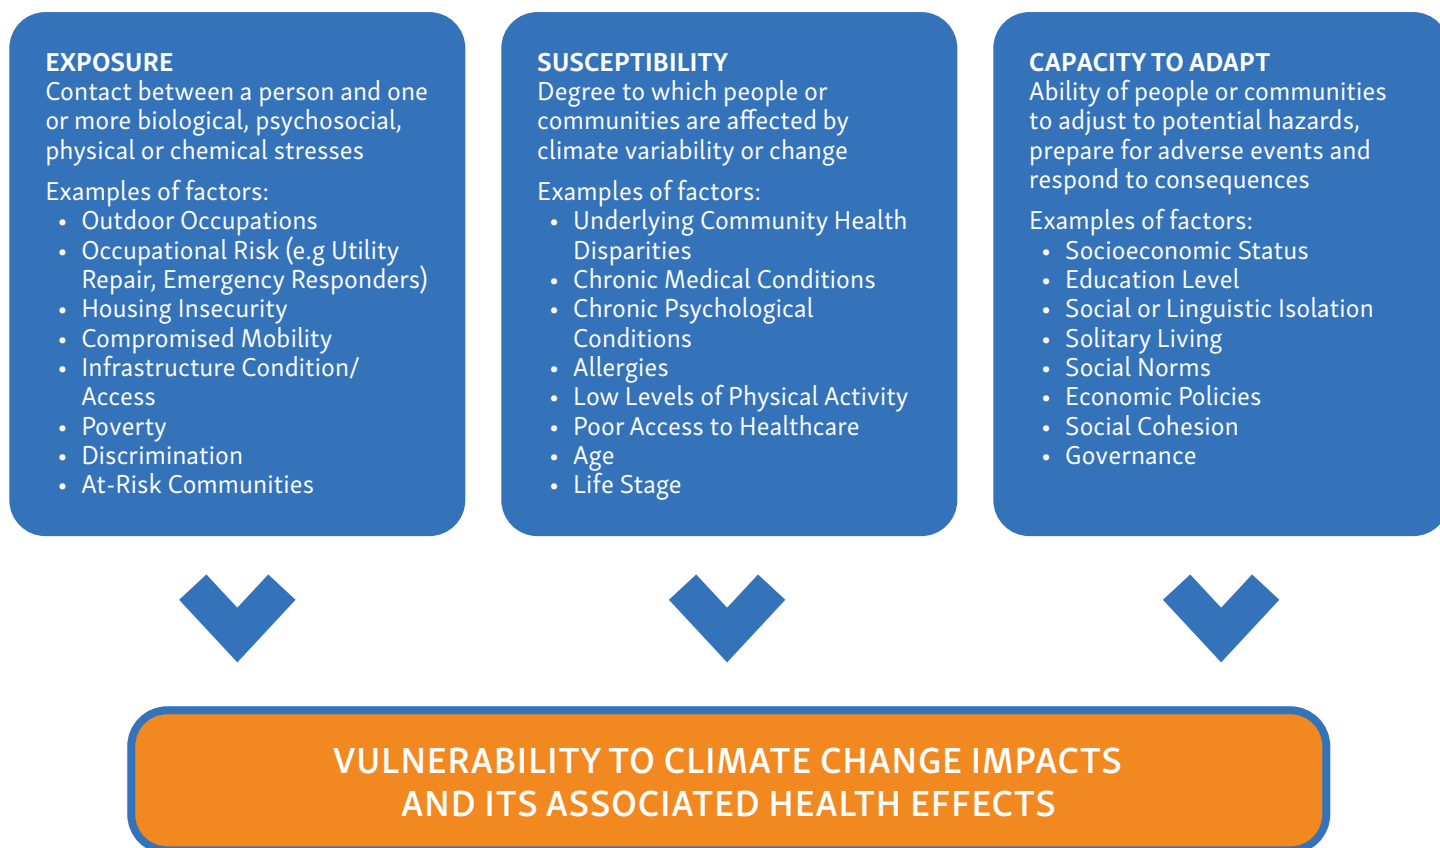 EXPOSURE
Contact between a person and one
or more biological, psychosocial,
physical or chemical stresses
Examples of factors:
• Outdoor Occupations
• Occupational Risk (e.g Utility
Repair, Emergency Responders)
• Housing Insecurity
• Compromised Mobility
• Infrastructure Condition/
Access
• Poverty
• Discrimination
• At-Risk Communities
SUSCEPTIBILITY
Degree to which people or
communities are affected by
climate variability or change
Examples of factors:
• Underlying Community Health
Disparities
• Chronic Medical Conditions
• Chronic Psychological
Conditions
• Allergies
• Low Levels of Physical Activity
• Poor Access to Healthcare
• Age
• Life Stage
CAPACITY TO ADAPT
Ability of people or communities
to adjust to potential hazards,
prepare for adverse events and
respond to consequences
Examples of factors:
• Socioeconomic Status
• Education Level
• Social or Linguistic Isolation
• Solitary Living
• Social Norms
• Economic Policies
• Social Cohesion
• Governance
VULNERABILITY TO CLIMATE CHANGE IMPACTS
AND ITS ASSOCIATED HEALTH EFFECTS